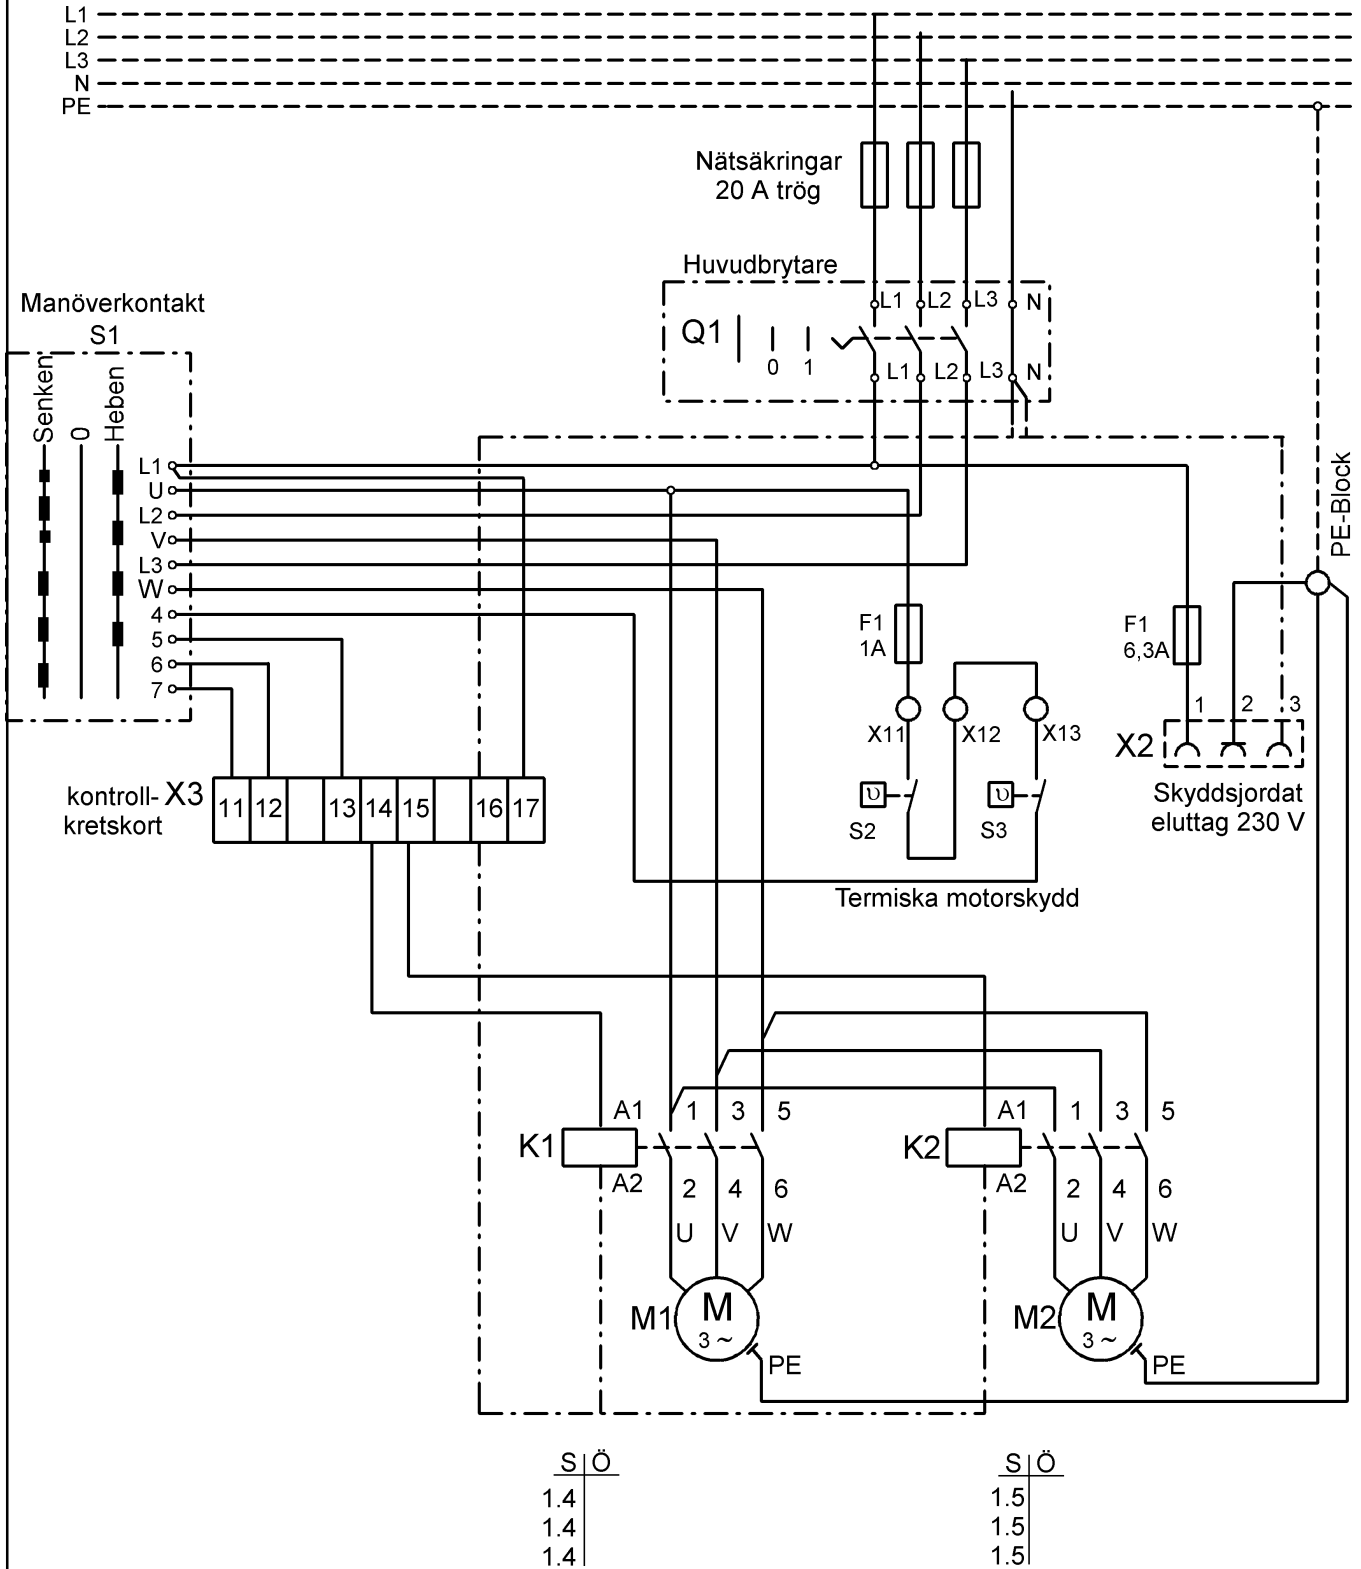 L1
L2
L3
N
PE
Nätsäkringar
20 A trög
Huvudbrytare
L1 L2 L3 N
Q1
0 1
L1 L2 L3 N
Manöverkontakt
S1
Senken
0
Heben
L1
U
L2
V
L3
W
4
5
6
7
PE-Block
F1
1A
F1
6,3A
X11 X12 X13
1 2 3
X2
Skyddsjordat
eluttag 230 V
kontroll-
kretskort
X3
11 12 13 14 15 16 17
υ
S2
υ
S3
Termiska motorskydd
A1 1 3 5
K1
A2 2 4 6
U V W
A1 1 3 5
K2
A2 2 4 6
U V W
M1
M
3 ~
PE
M2
M
3 ~
PE
S Ö
1.4
1.4
1.4
S Ö
1.5
1.5
1.5